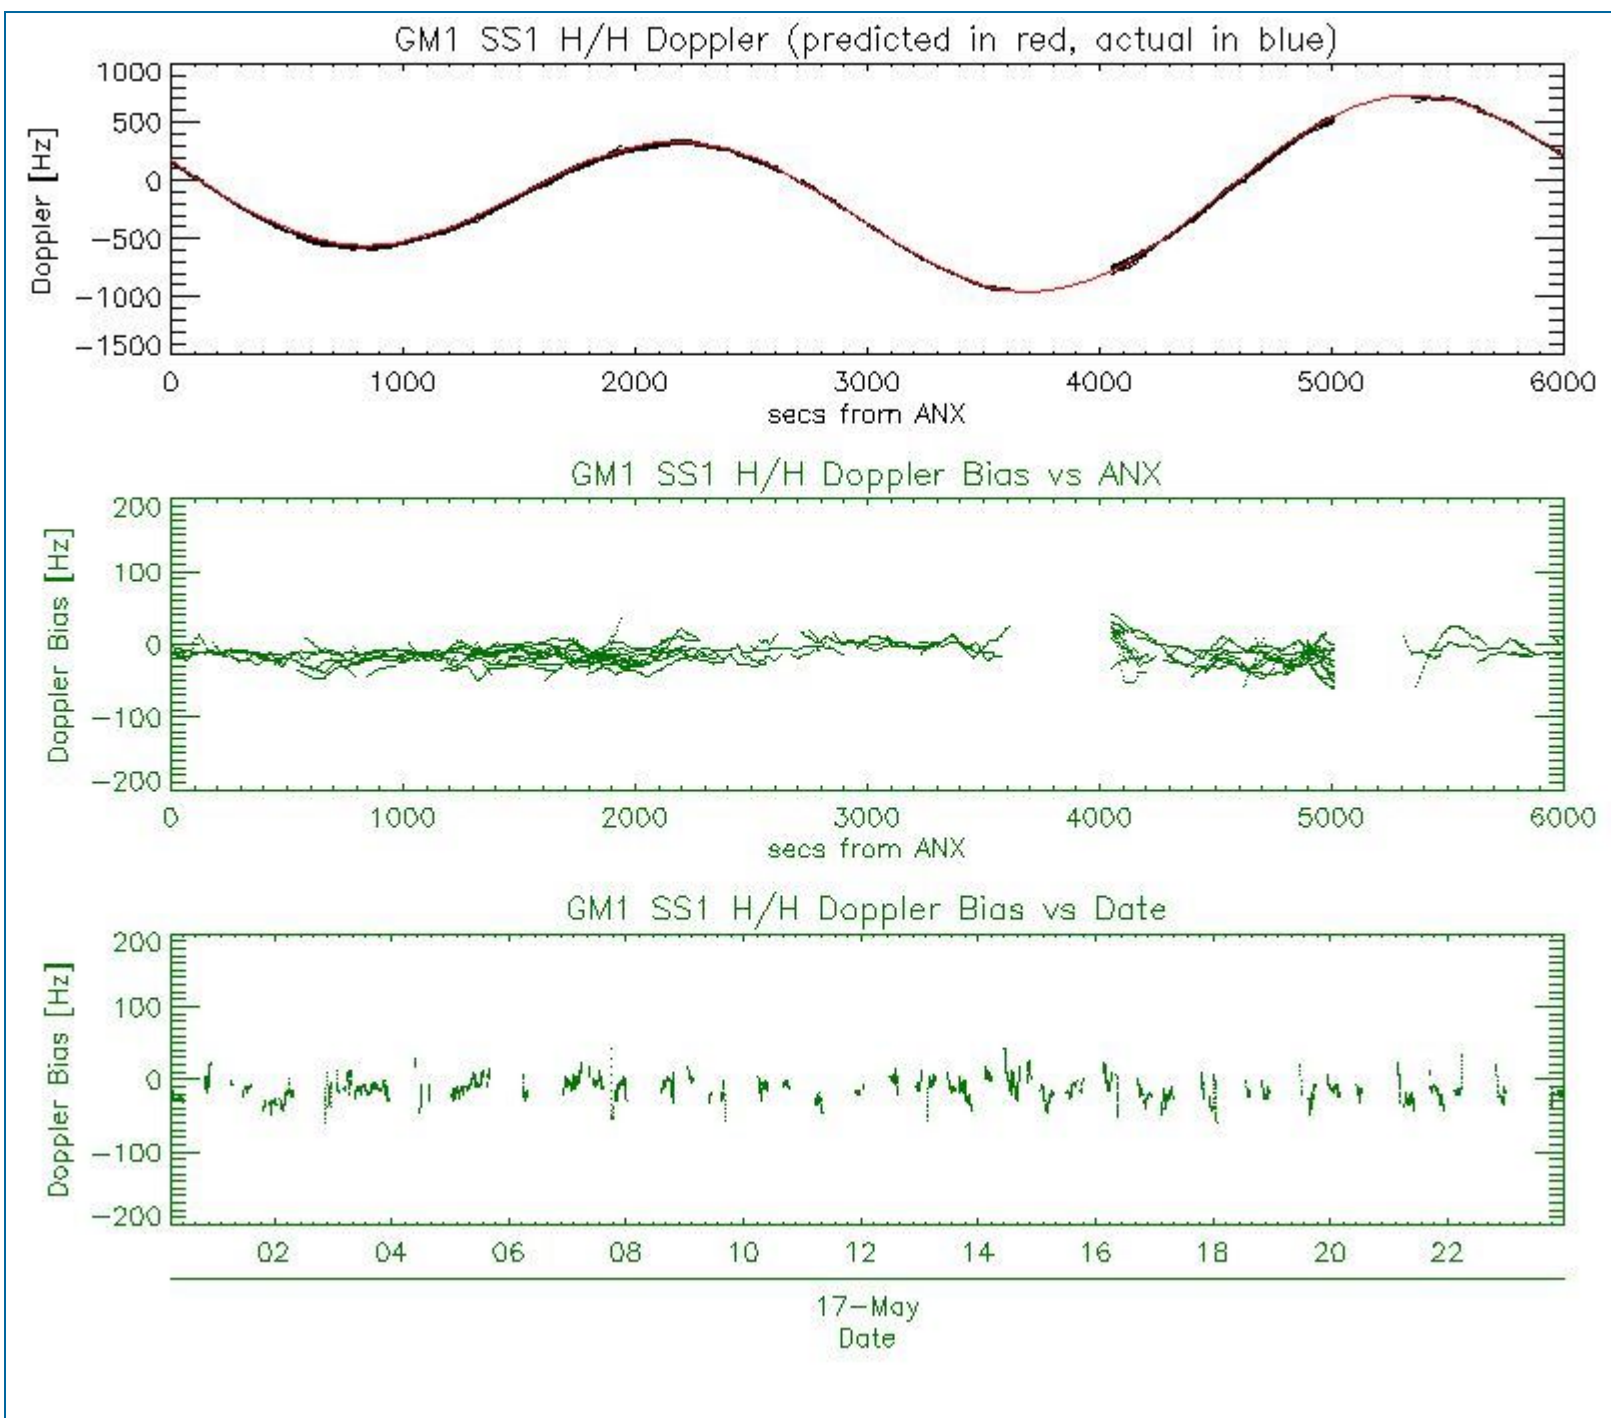 GM1 SS1 H/H Doppler (predicted in red, actual in blue)
1000
500
0
-500
-1000
-1500
Doppler [Hz]
0 1000 2000 3000 4000 5000 6000
secs from ANX
GM1 SS1 H/H Doppler Bias vs ANX
200
100
0
-100
-200
Doppler Bias [Hz]
0 1000 2000 3000 4000 5000 6000
secs from ANX
GM1 SS1 H/H Doppler Bias vs Date
200
100
0
-100
-200
Doppler Bias [Hz]
02 04 06 08 10 12 14 16 18 20 22
17-May
Date